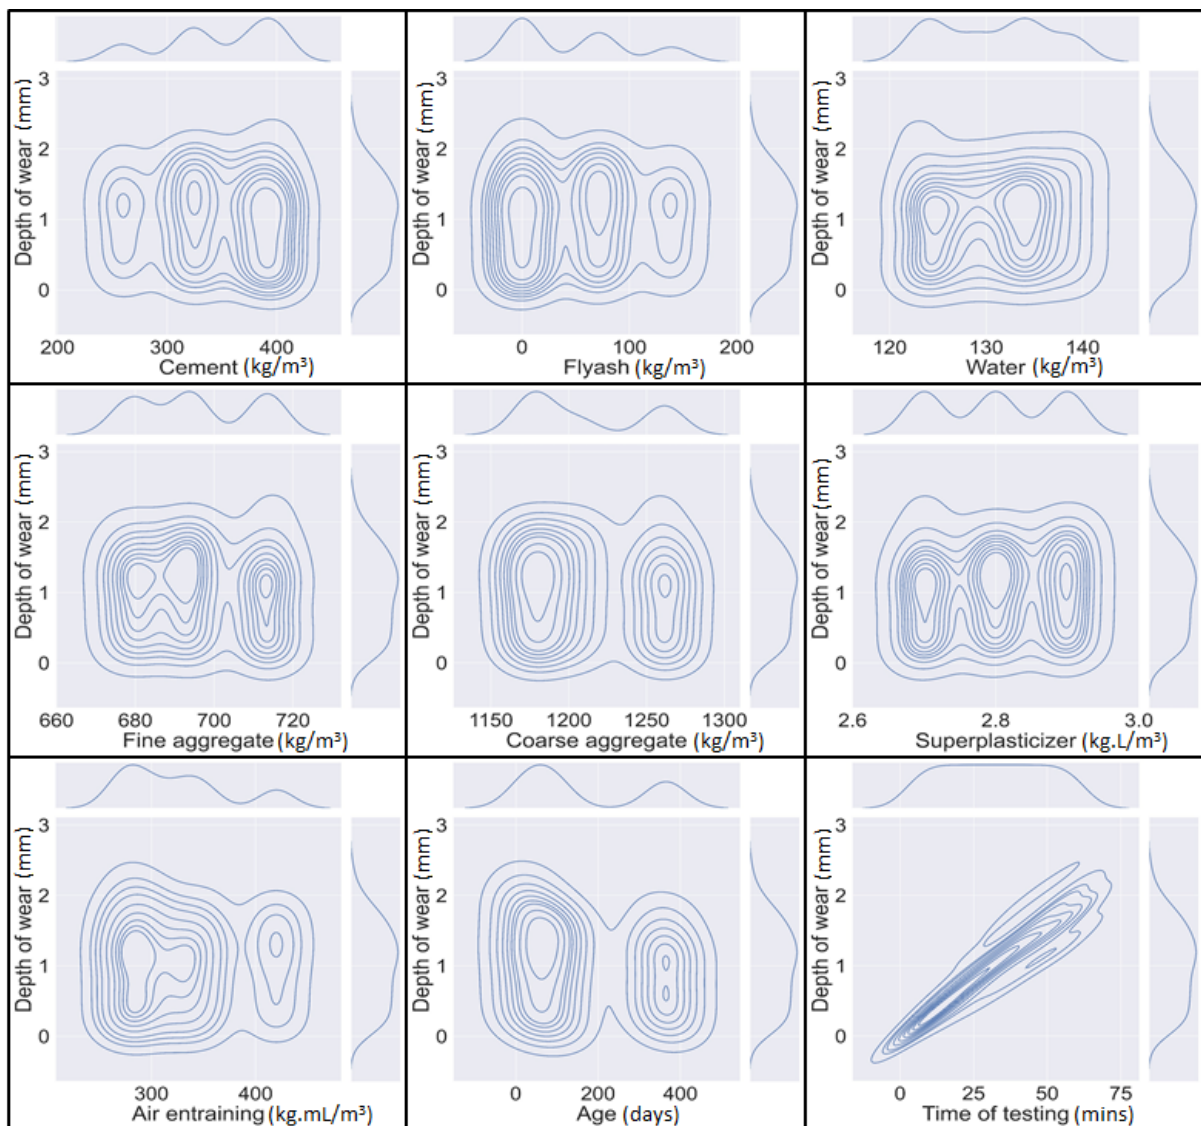 Depth of wear (mm)
3
2
1
0
200 300 400
Cement (kg/m³)
Depth of wear (mm)
3
2
1
0
0 100 200
Flyash (kg/m³)
Depth of wear (mm)
3
2
1
0
120 130 140
Water (kg/m³)
Depth of wear (mm)
3
2
1
0
660 680 700 720
Fine aggregate (kg/m³)
Depth of wear (mm)
3
2
1
0
1150 1200 1250 1300
Coarse aggregate (kg/m³)
Depth of wear (mm)
3
2
1
0
2.6 2.8 3.0
Superplasticizer (kg.L/m³)
Depth of wear (mm)
3
2
1
0
300 400
Air entraining (kg.mL/m³)
Depth of wear (mm)
3
2
1
0
0 200 400
Age (days)
Depth of wear (mm)
3
2
1
0
0 25 50 75
Time of testing (mins)